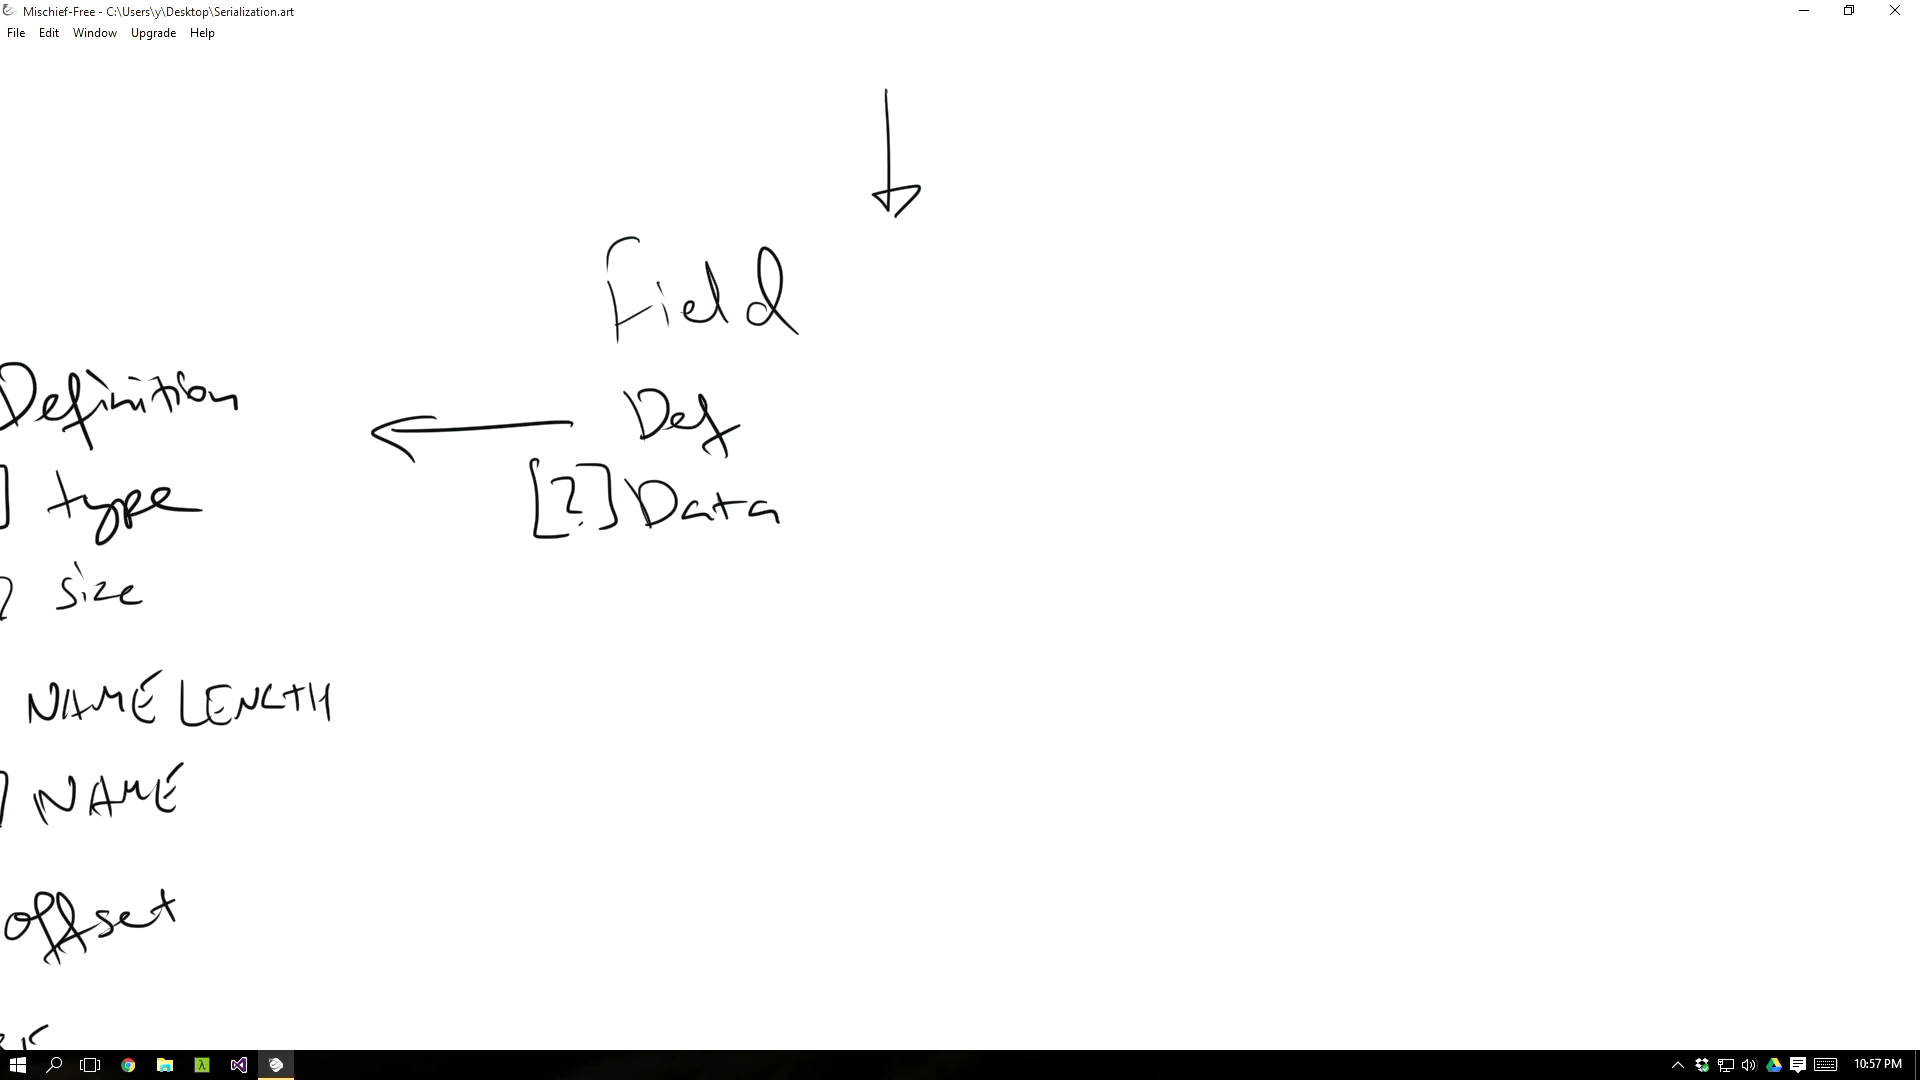 Mischief-Free - C:\Users\y\Desktop\Serialization.art
File Edit Window Upgrade Help
Field
Definition
Def
] type
[?] Data
size
NAME LENGTH
] NAME
offset
10:57 PM